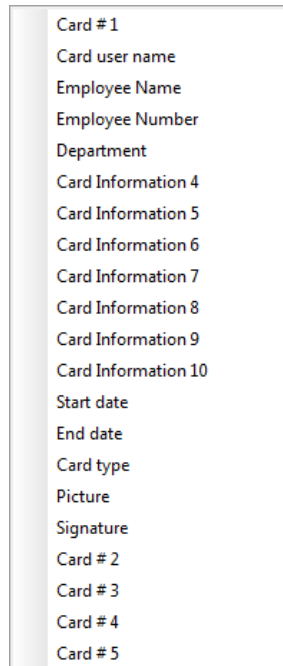 Card # 1
Card user name
Employee Name
Employee Number
Department
Card Information 4
Card Information 5
Card Information 6
Card Information 7
Card Information 8
Card Information 9
Card Information 10
Start date
End date
Card type
Picture
Signature
Card # 2
Card # 3
Card # 4
Card # 5